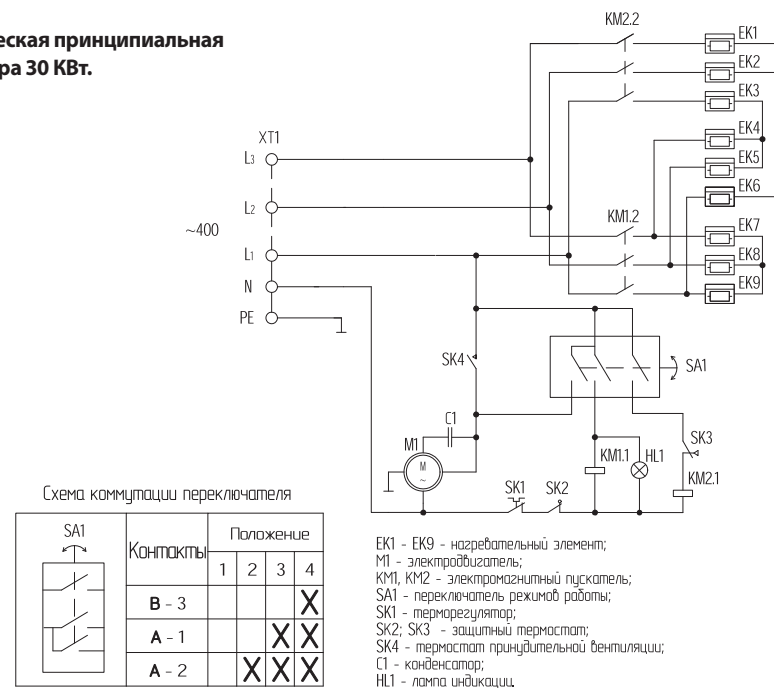 еская принципиальная
ра 30 КВт.
KM2.2
EK1
EK2
EK3
EK4
EK5
EK6
EK7
EK8
EK9
XT1
L3
L2
~400
L1
N
PE
KM1.2
SK4
SA1
C1
M1
M
~
SK1
SK2
KM1.1
HL1
SK3
KM2.1
Схема коммутации переключателя
SA1
Контакты
Положение
1 2 3 4
B - 3 X
A - 1 X X
A - 2 X X X
EK1 - EK9 - нагревательный элемент;
M1 - электродвигатель;
KM1, KM2 - электромагнитный пускатель;
SA1 - переключатель режимов работы;
SK1 - терморегулятор;
SK2; SK3 - защитный термостат;
SK4 - термостат принудительной вентиляции;
C1 - конденсатор;
HL1 - лампа индикации.